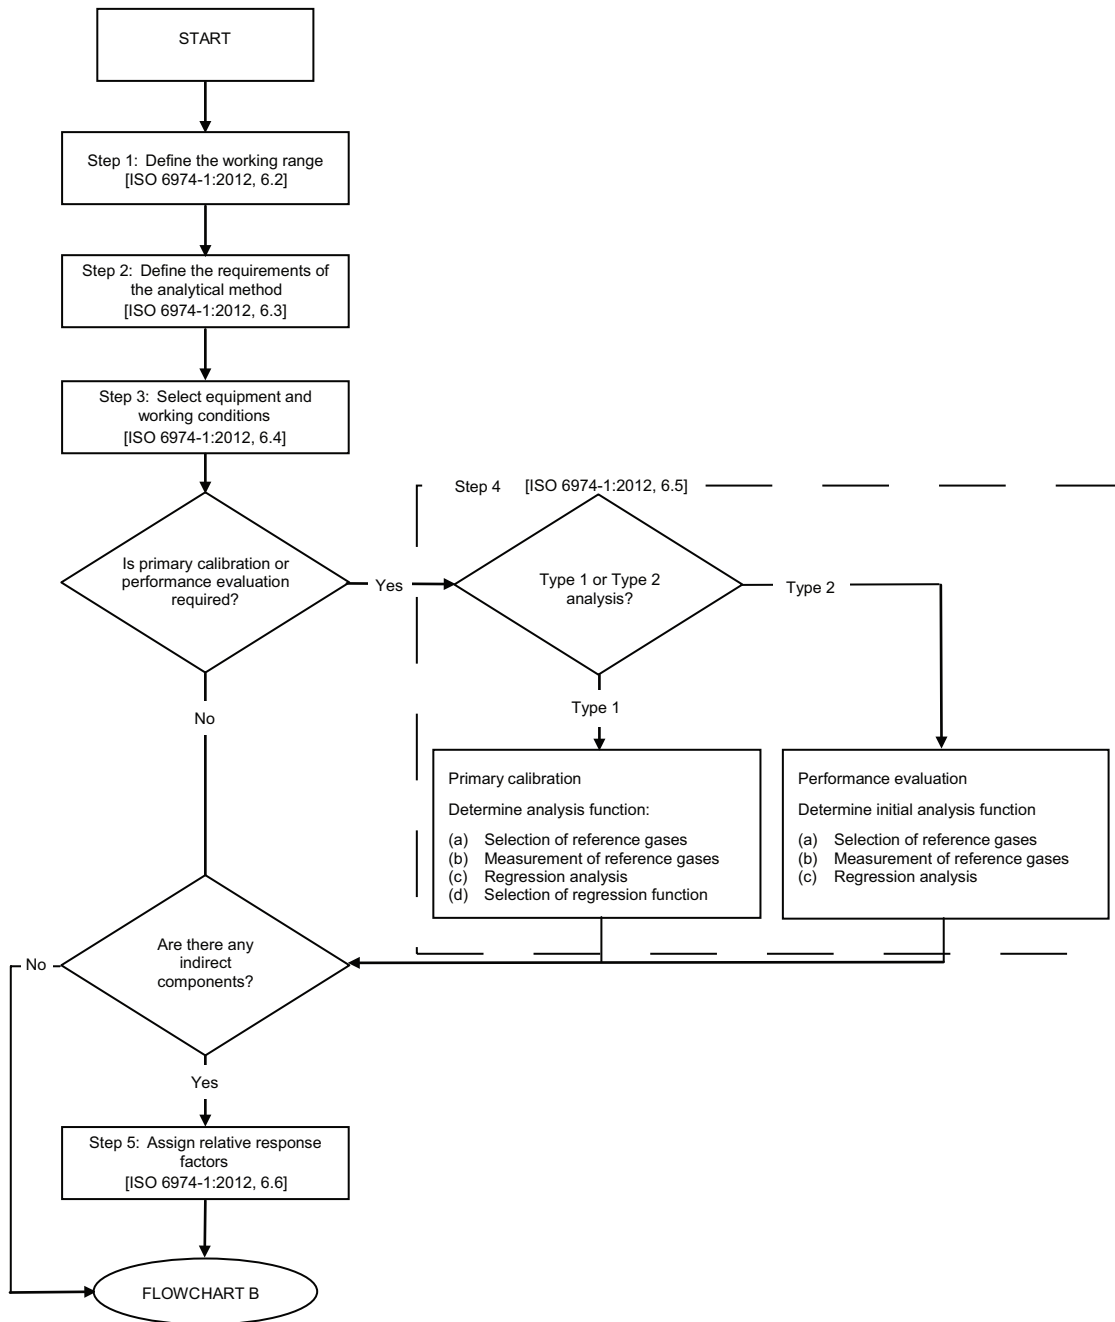 START
Step 1: Define the working range
[ISO 6974-1:2012, 6.2]
Step 2: Define the requirements of
the analytical method
[ISO 6974-1:2012, 6.3]
Step 3: Select equipment and
working conditions
[ISO 6974-1:2012, 6.4]
Step 4 [ISO 6974-1:2012, 6.5]
Is primary calibration or
performance evaluation
required?
Yes
Type 1 or Type 2
analysis?
Type 2
Type 1
No
Primary calibration
Determine analysis function:
(a) Selection of reference gases
(b) Measurement of reference gases
(c) Regression analysis
(d) Selection of regression function
Performance evaluation
Determine initial analysis function
(a) Selection of reference gases
(b) Measurement of reference gases
(c) Regression analysis
Are there any
indirect
components?
No
Yes
Step 5: Assign relative response
factors
[ISO 6974-1:2012, 6.6]
FLOWCHART B